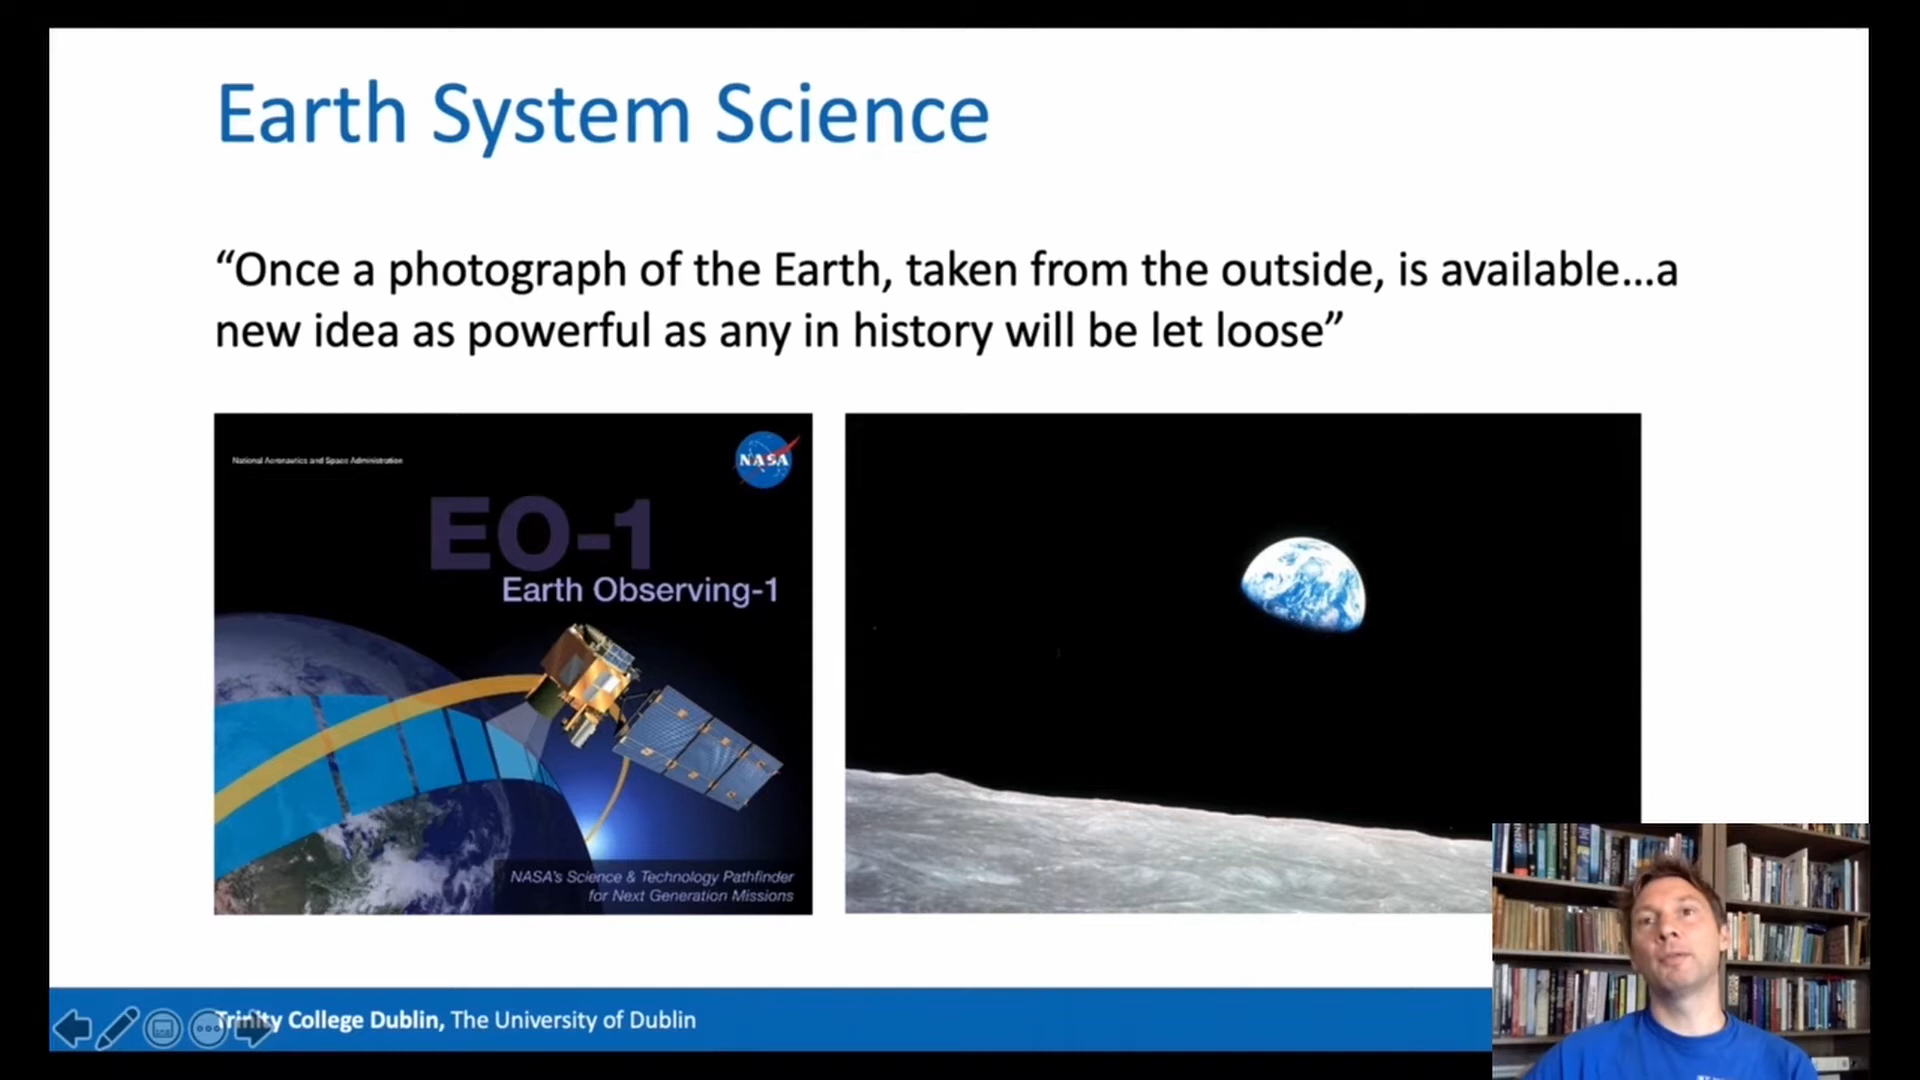 Earth System Science
“Once a photograph of the Earth, taken from the outside, is available...a
new idea as powerful as any in history will be let loose”
National Aeronautics and Space Administration
NASA
EO-1
Earth Observing-1
NASA's Science & Technology Pathfinder
for Next Generation Missions
Trinity College Dublin, The University of Dublin